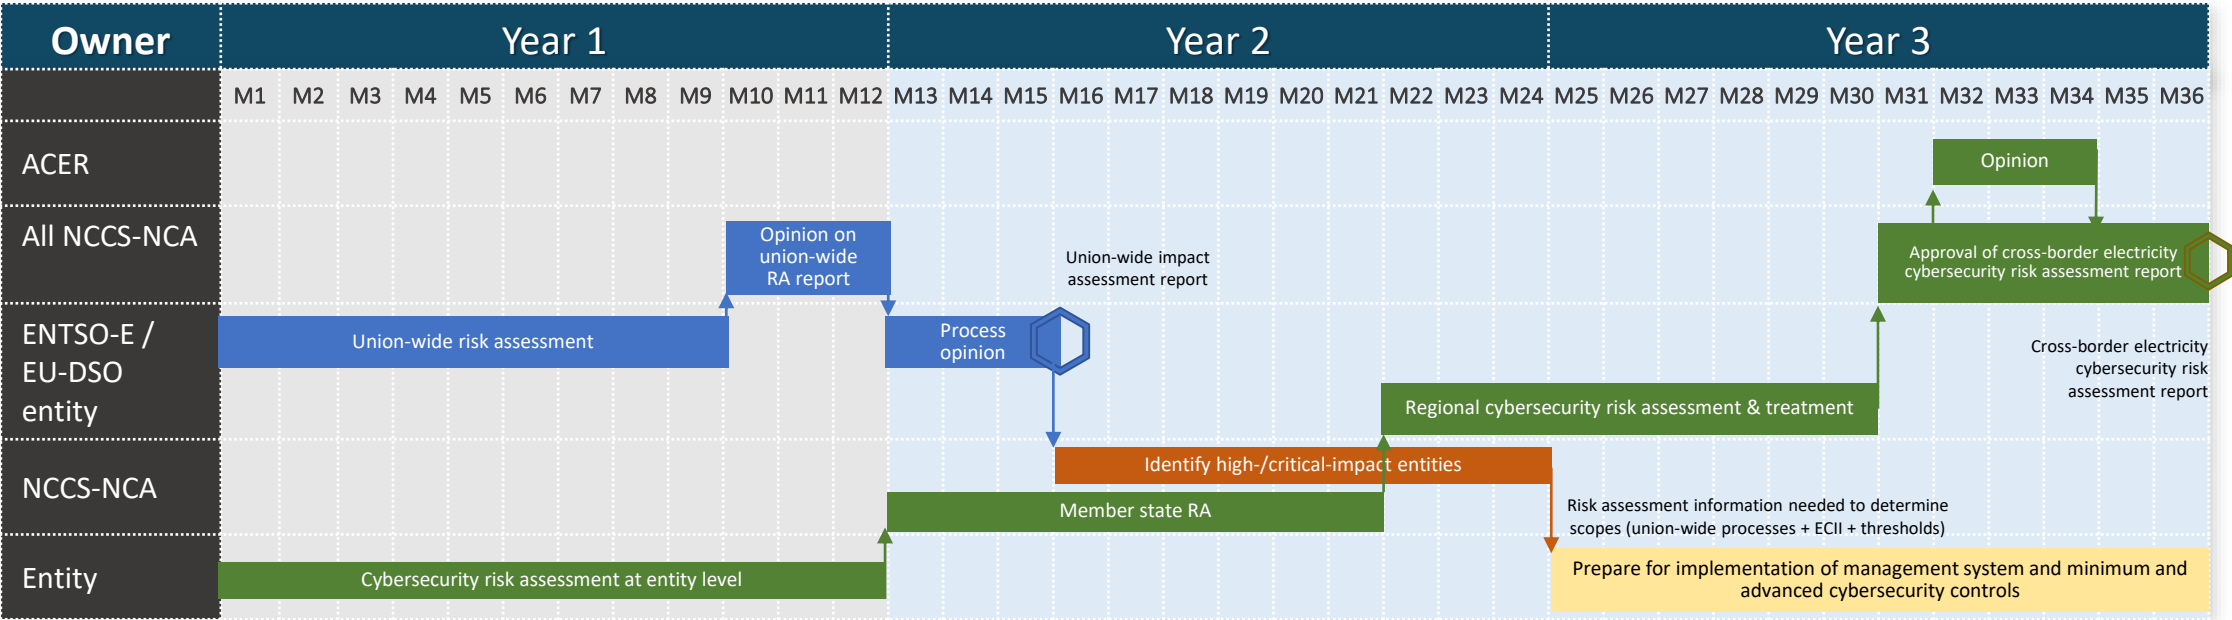 Owner
Year 1
Year 2
Year 3
M1 M2 M3 M4 M5 M6 M7 M8 M9 M10 M11 M12 M13 M14 M15 M16 M17 M18 M19 M20 M21 M22 M23 M24 M25 M26 M27 M28 M29 M30 M31 M32 M33 M34 M35 M36
ACER
Opinion
All NCCS-NCA
Opinion on
union-wide
RA report
Union-wide impact
assessment report
Approval of cross-border electricity
cybersecurity risk assessment report
ENTSO-E /
EU-DSO
entity
Union-wide risk assessment
Process
opinion
Cross-border electricity
cybersecurity risk
assessment report
Regional cybersecurity risk assessment & treatment
NCCS-NCA
Identify high-/critical-impact entities
Member state RA
Risk assessment information needed to determine
scopes (union-wide processes + ECII + thresholds)
Entity
Cybersecurity risk assessment at entity level
Prepare for implementation of management system and minimum and
advanced cybersecurity controls